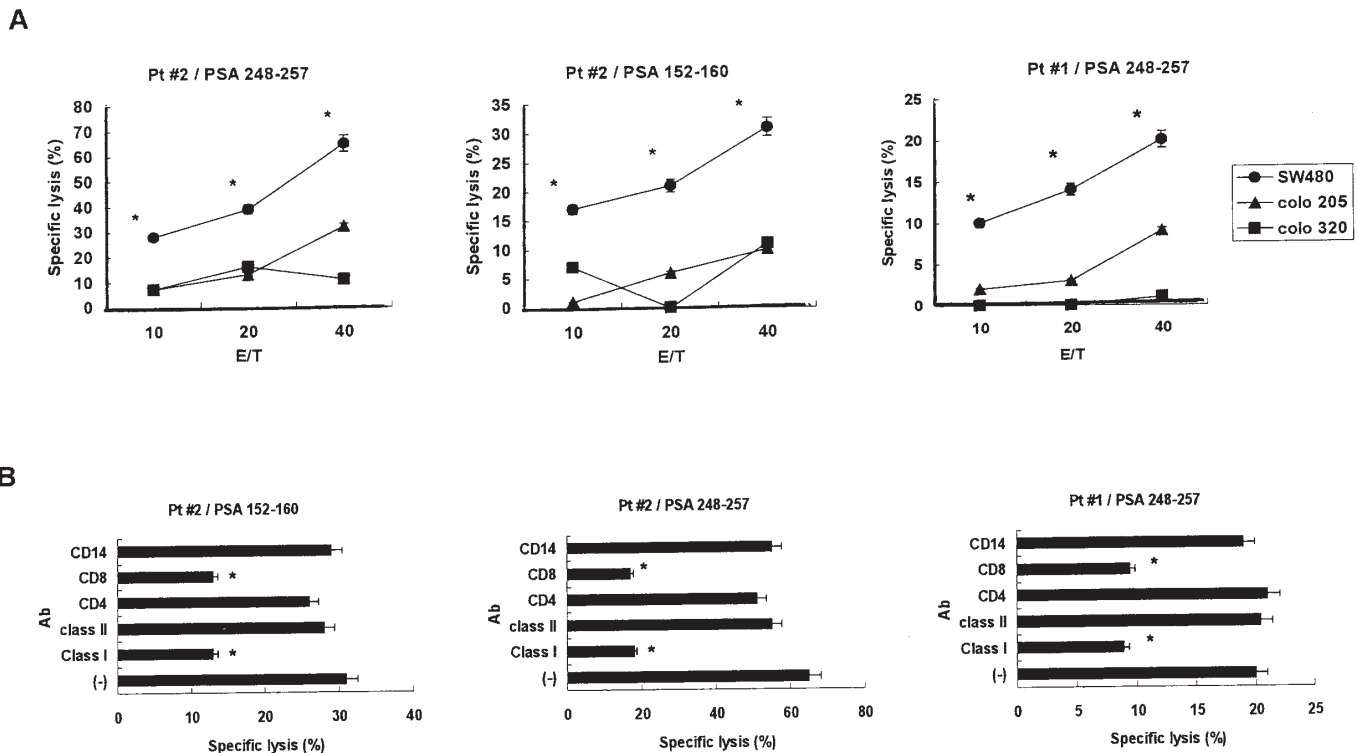 A
Pt #2 / PSA 248-257
Specific lysis (%)
80
70
60
50
40
30
20
10
0
*
*
*
10
20
40
E/T
Pt #2 / PSA 152-160
Specific lysis (%)
35
30
25
20
15
10
5
0
*
*
*
10
20
40
E/T
Pt #1 / PSA 248-257
Specific lysis (%)
25
20
15
10
5
0
*
*
*
10
20
40
E/T
SW480
colo 205
colo 320
B
Pt #2 / PSA 152-160
Ab
CD14
CD8 *
CD4
class II
Class I *
(-)
0 10 20 30 40
Specific lysis (%)
Pt #2 / PSA 248-257
CD14
CD8 *
CD4
class II
Class I *
(-)
0 20 40 60 80
Specific lysis (%)
Pt #1 / PSA 248-257
Ab
CD14
CD8 *
CD4
class II
Class I *
(-)
0 5 10 15 20 25
Specific lysis (%)